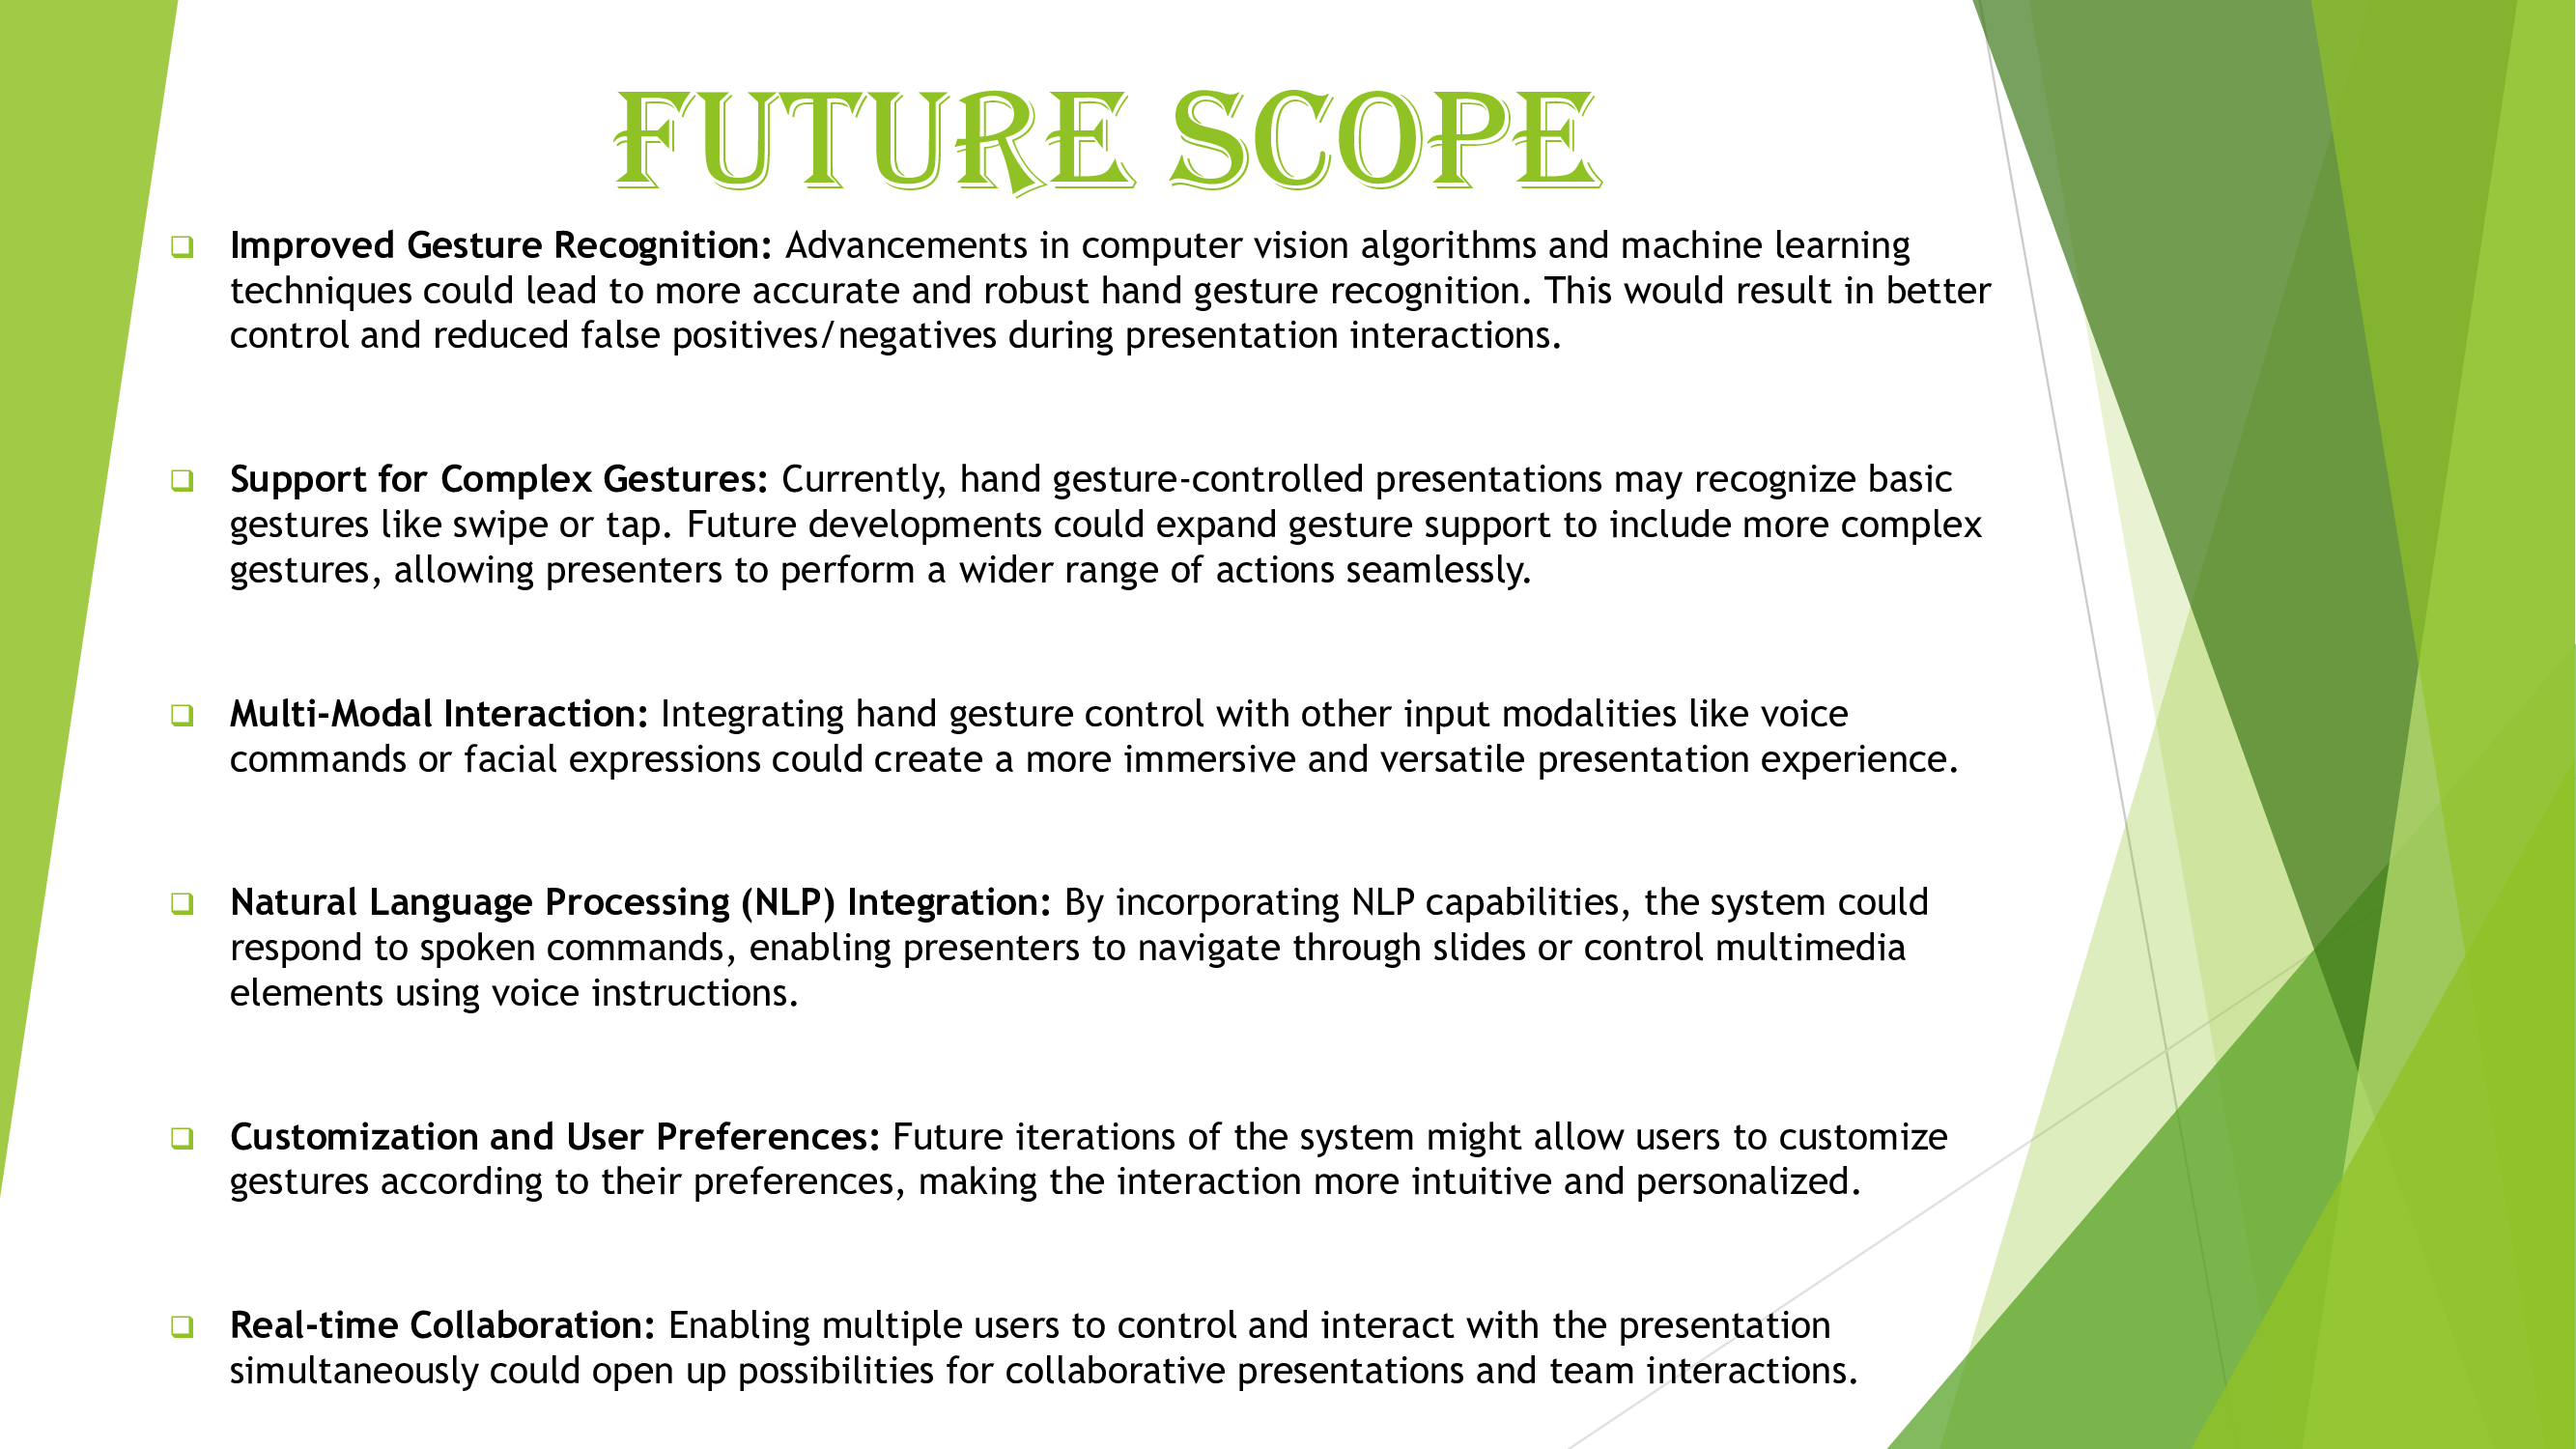 FUTURE SCOPE
❑ Improved Gesture Recognition: Advancements in computer vision algorithms and machine learning
techniques could lead to more accurate and robust hand gesture recognition. This would result in better
control and reduced false positives/negatives during presentation interactions.
❑ Support for Complex Gestures: Currently, hand gesture-controlled presentations may recognize basic
gestures like swipe or tap. Future developments could expand gesture support to include more complex
gestures, allowing presenters to perform a wider range of actions seamlessly.
❑ Multi-Modal Interaction: Integrating hand gesture control with other input modalities like voice
commands or facial expressions could create a more immersive and versatile presentation experience.
❑ Natural Language Processing (NLP) Integration: By incorporating NLP capabilities, the system could
respond to spoken commands, enabling presenters to navigate through slides or control multimedia
elements using voice instructions.
❑ Customization and User Preferences: Future iterations of the system might allow users to customize
gestures according to their preferences, making the interaction more intuitive and personalized.
❑ Real-time Collaboration: Enabling multiple users to control and interact with the presentation
simultaneously could open up possibilities for collaborative presentations and team interactions.